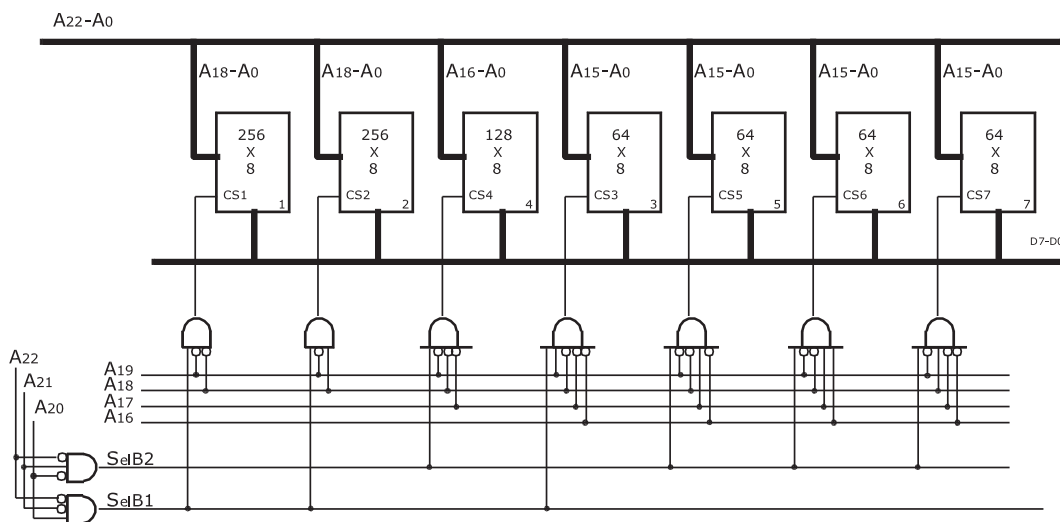 A22-A0
A18-A0 A18-A0 A16-A0 A15-A0 A15-A0 A15-A0 A15-A0
256 256 128 64 64 64 64
X X X X X X X
8 8 8 8 8 8 8
CS1 CS2 CS4 CS3 CS5 CS6 CS7
1 2 4 3 5 6 7
D7-D0
A22
A21
A20
A19
A18
A17
A16
SelB2
SelB1